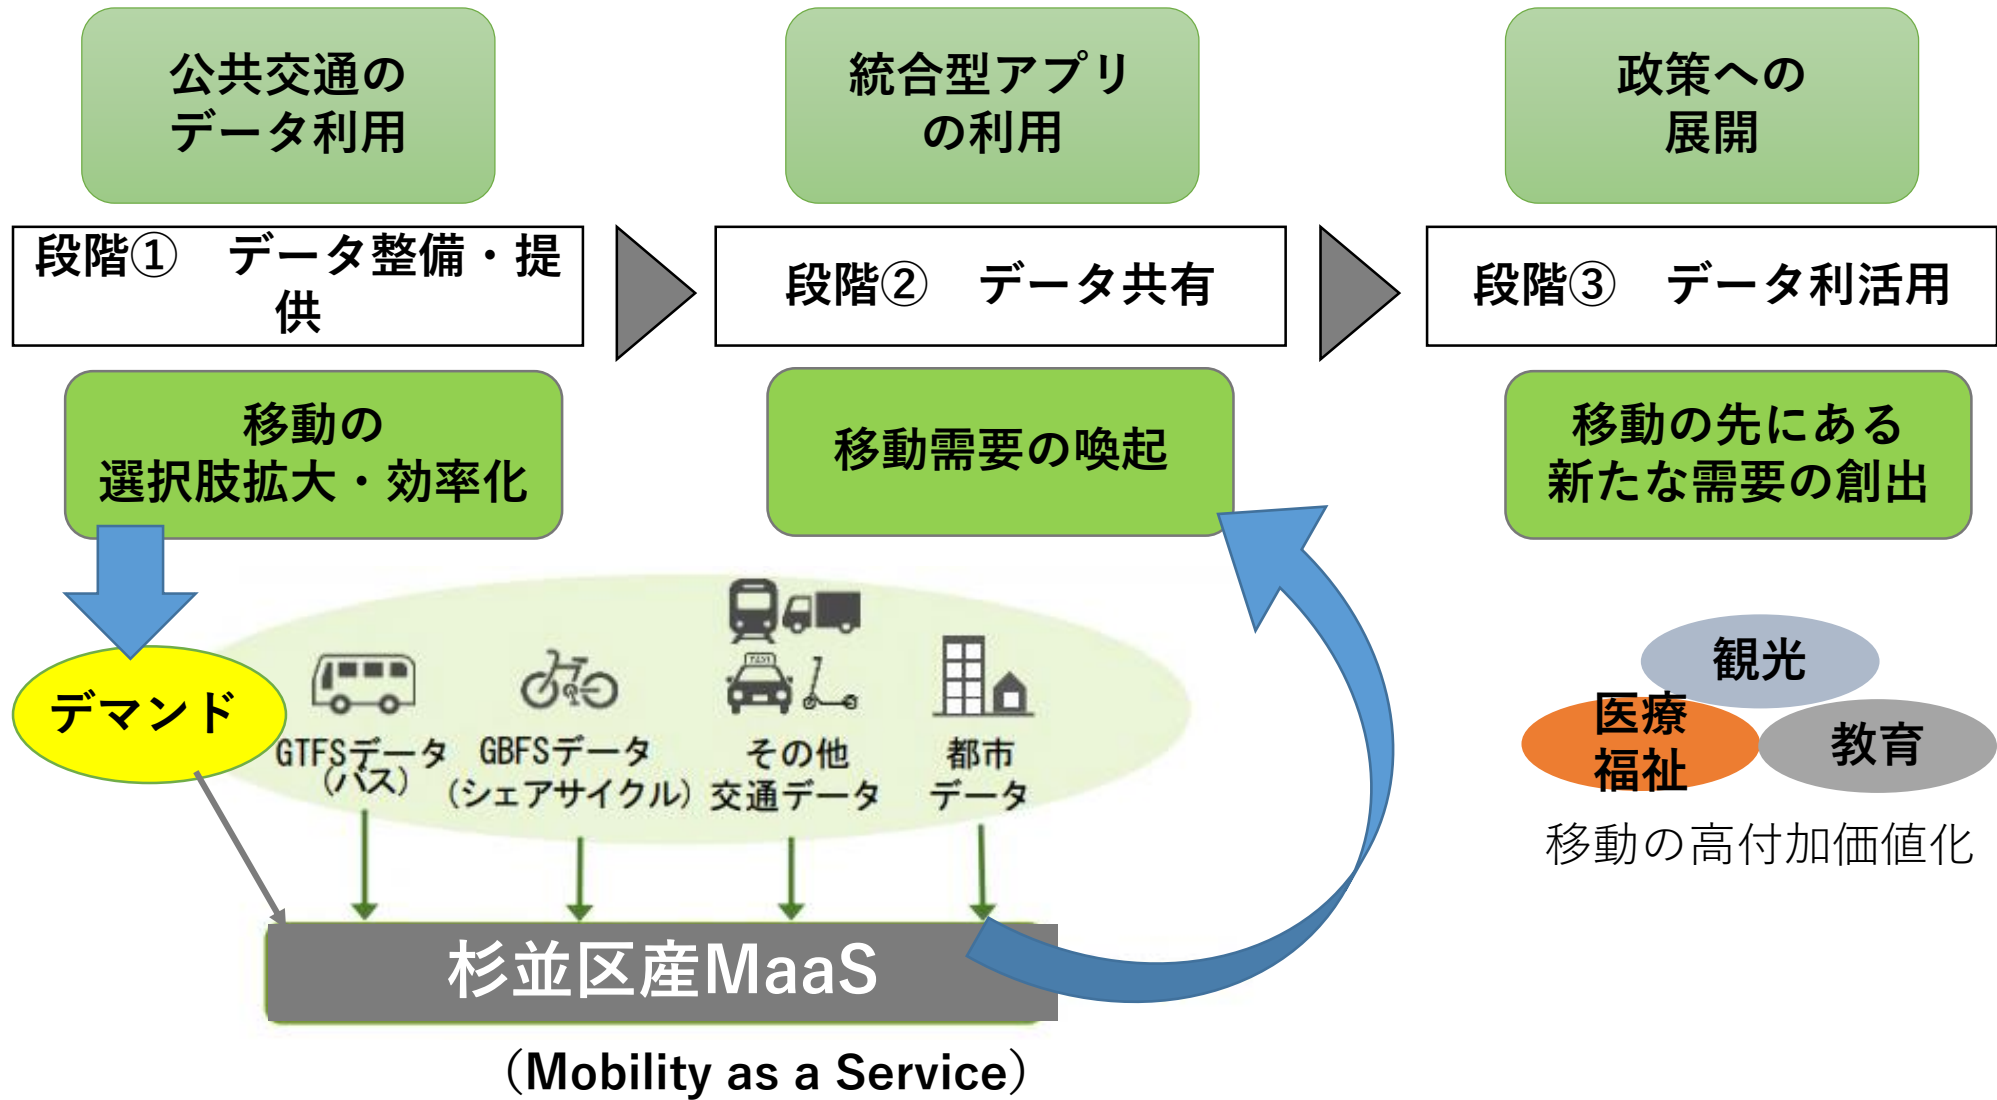 公共交通の
データ利用
統合型アプリ
の利用
政策への
展開
段階①　データ整備・提
供
段階②　データ共有
段階③　データ利活用
移動の
選択肢拡大・効率化
移動需要の喚起
移動の先にある
新たな需要の創出
デマンド
TAXI
GTFSデータ
(バス)
GBFSデータ
(シェアサイクル)
その他
交通データ
都市
データ
観光
医療
福祉
教育
移動の高付加価値化
杉並区産MaaS
（Mobility as a Service）